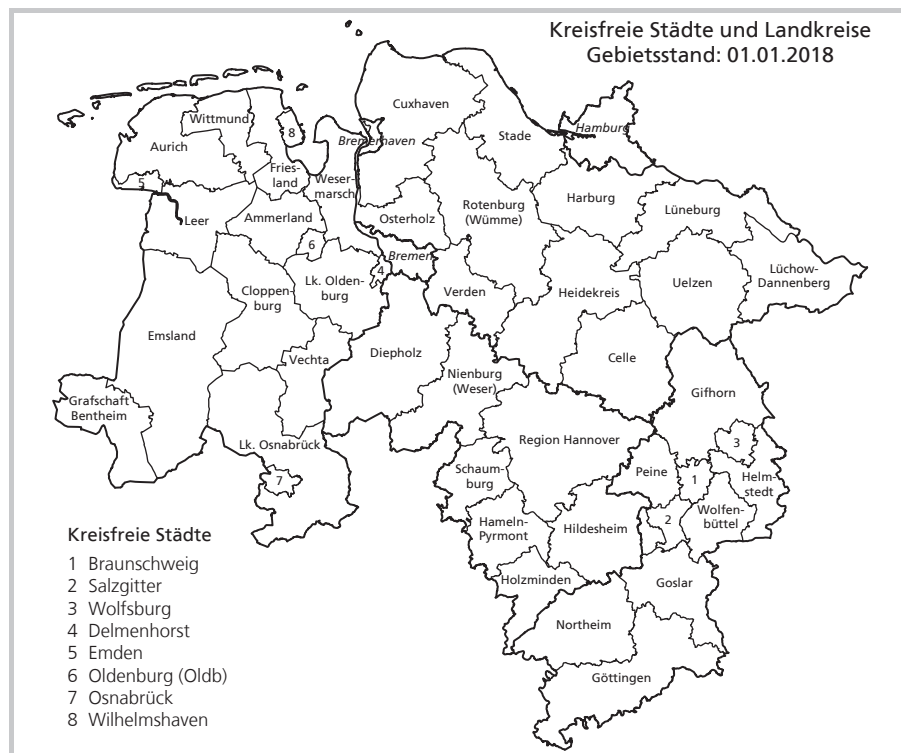 Kreisfreie Städte und Landkreise
Gebietsstand: 01.01.2018
Cuxhaven
Wittmund
8
Stade
Hamburg
Aurich
Bremerhaven
Fries-
land
Weser-
marsch
5
Harburg
Rotenburg
(Wümme)
Lüneburg
Leer
Ammerland
Osterholz
6
Bremen
4
Lk. Olden-
burg
Cloppen-
burg
Verden
Heidekreis
Uelzen
Lüchow-
Dannenberg
Emsland
Vechta
Diepholz
Celle
Nienburg
(Weser)
Gifhorn
Grafschaft
Bentheim
Lk. Osnabrück
Region Hannover
3
7
Schaum-
burg
Peine
1
Helm-
stedt
2
Wolfen-
büttel
Hameln-
Pyrmont
Hildesheim
Holzminden
Goslar
Northeim
Göttingen
Kreisfreie Städte
1 Braunschweig
2 Salzgitter
3 Wolfsburg
4 Delmenhorst
5 Emden
6 Oldenburg (Oldb)
7 Osnabrück
8 Wilhelmshaven